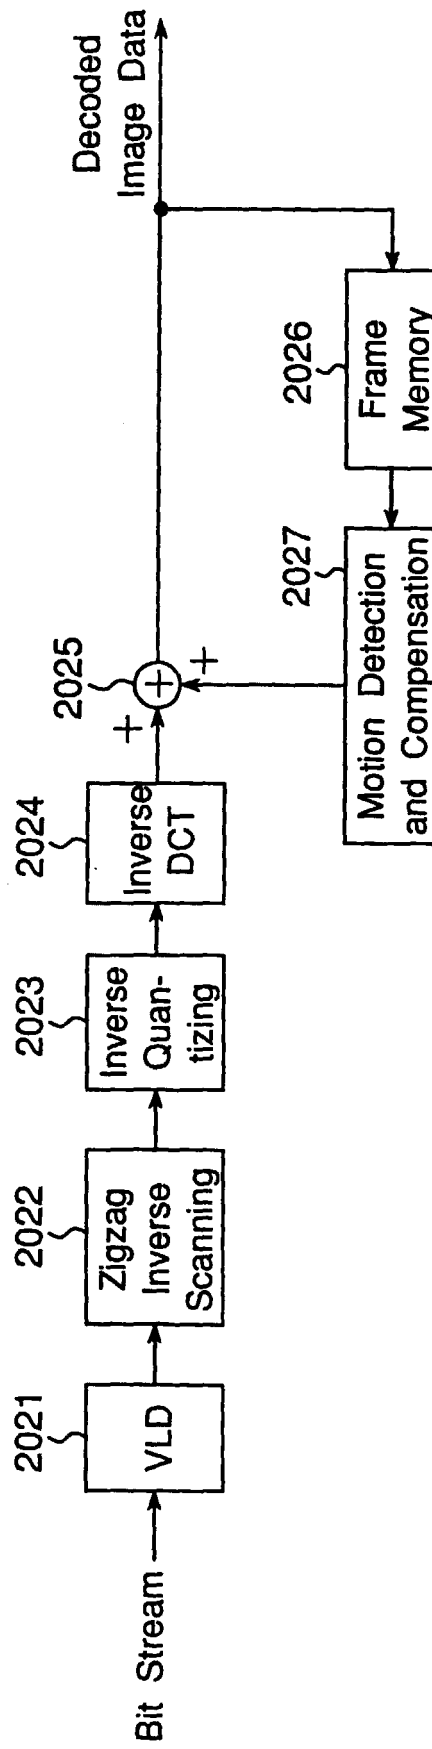 Bit Stream
2021
VLD
2022
Zigzag
Inverse
Scanning
2023
Inverse
Quan-
tizing
2024
Inverse
DCT
2025
+
+
+
Decoded
Image Data
2026
Frame
Memory
2027
Motion Detection
and Compensation